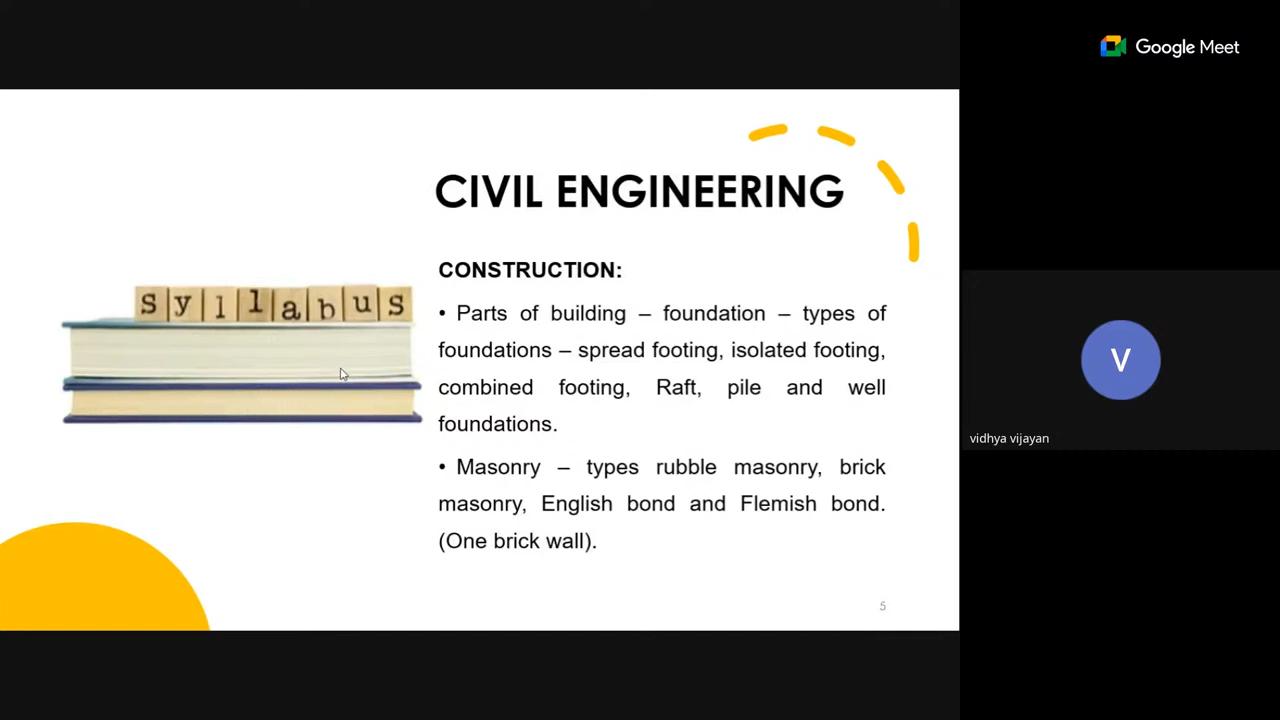 Google Meet
CIVIL ENGINEERING
CONSTRUCTION:
• Parts of building – foundation – types of
foundations – spread footing, isolated footing,
combined footing, Raft, pile and well
foundations.
• Masonry – types rubble masonry, brick
masonry, English bond and Flemish bond.
(One brick wall).
syllabus
5
V
vidhya vijayan